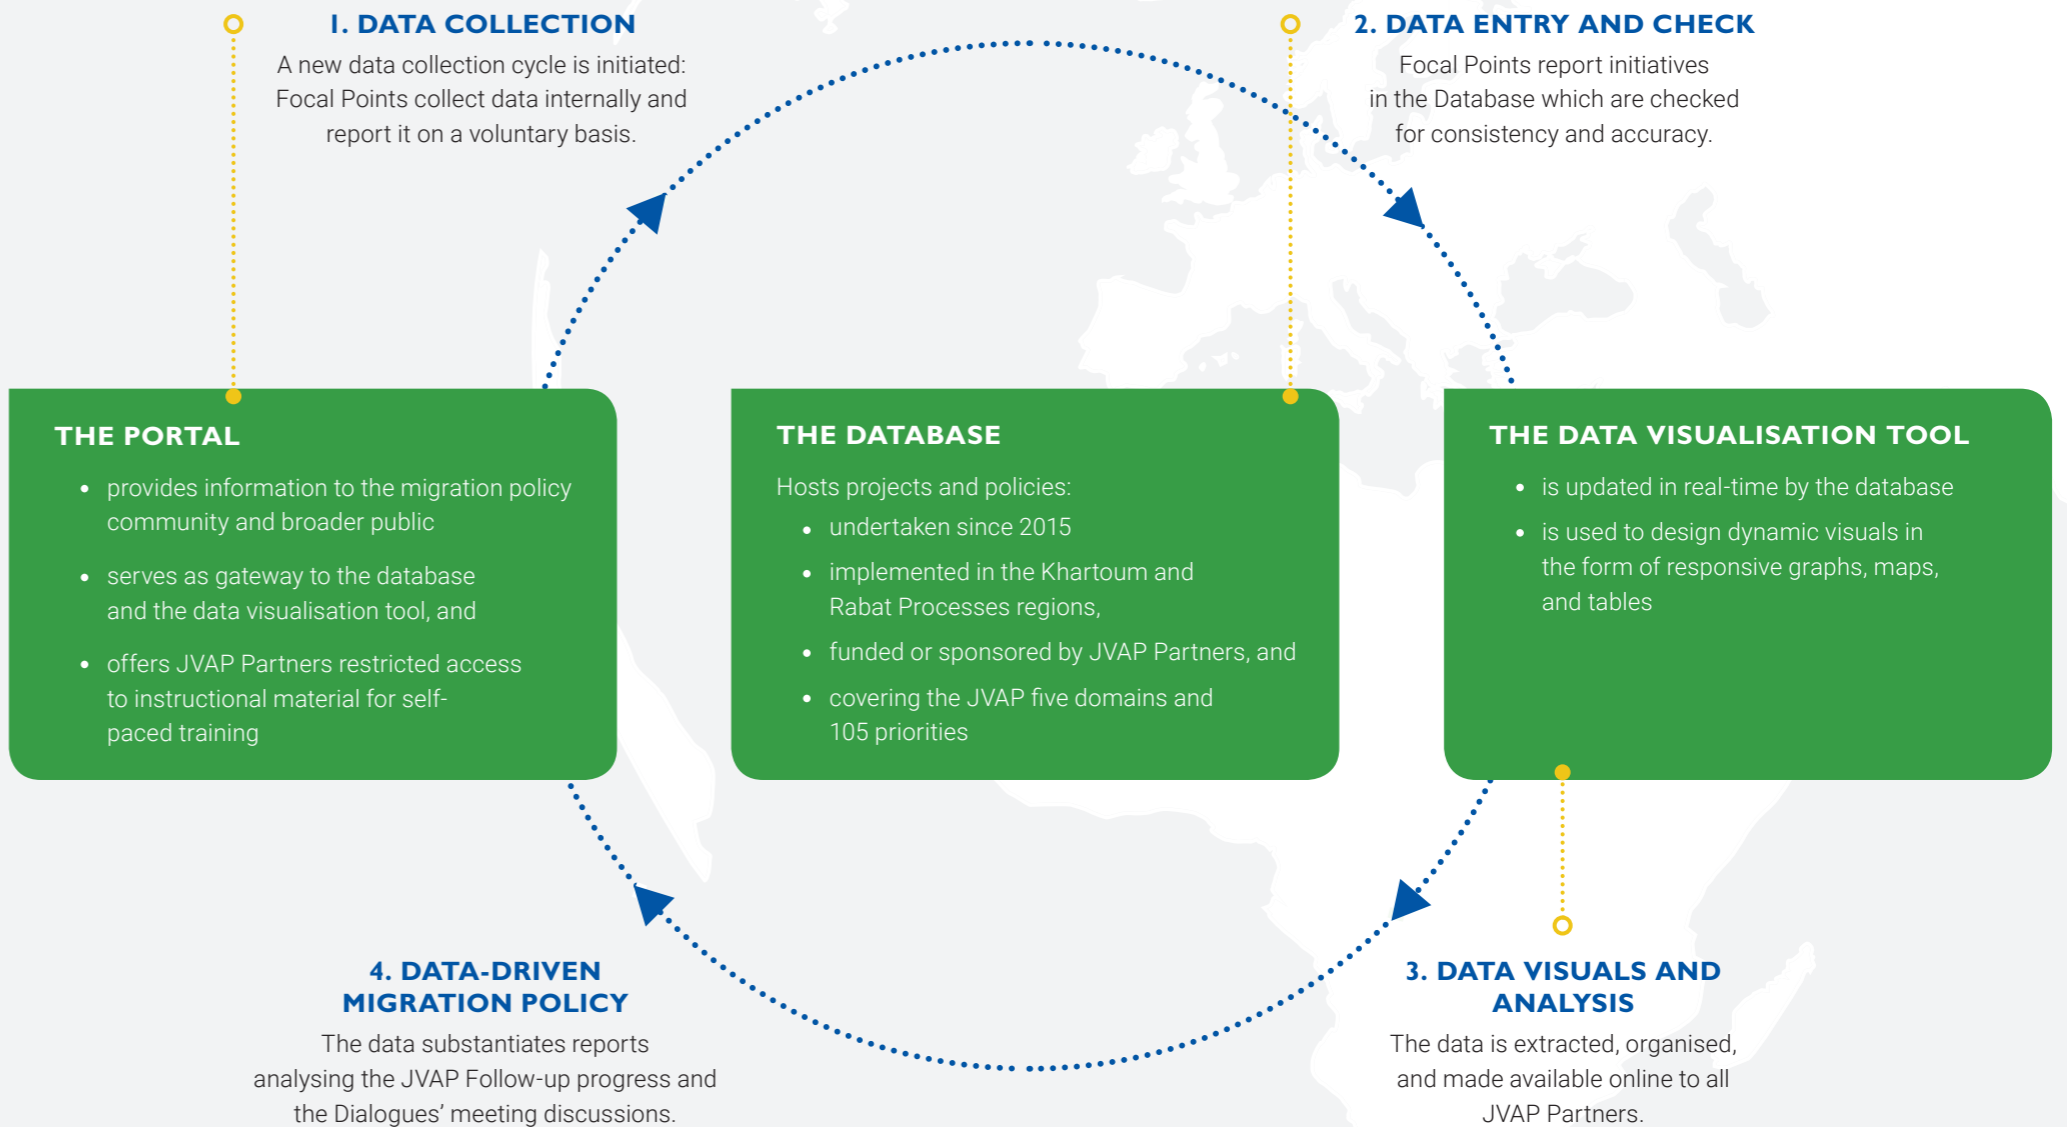 1. DATA COLLECTION
A new data collection cycle is initiated:
Focal Points collect data internally and
report it on a voluntary basis.
2. DATA ENTRY AND CHECK
Focal Points report initiatives
in the Database which are checked
for consistency and accuracy.
THE PORTAL
• provides information to the migration policy
community and broader public
• serves as gateway to the database
and the data visualisation tool, and
• offers JVAP Partners restricted access
to instructional material for self-
paced training
THE DATABASE
Hosts projects and policies:
• undertaken since 2015
• implemented in the Khartoum and
Rabat Processes regions,
• funded or sponsored by JVAP Partners, and
• covering the JVAP five domains and
105 priorities
THE DATA VISUALISATION TOOL
• is updated in real-time by the database
• is used to design dynamic visuals in
the form of responsive graphs, maps,
and tables
4. DATA-DRIVEN
MIGRATION POLICY
The data substantiates reports
analysing the JVAP Follow-up progress and
the Dialogues’ meeting discussions.
3. DATA VISUALS AND
ANALYSIS
The data is extracted, organised,
and made available online to all
JVAP Partners.